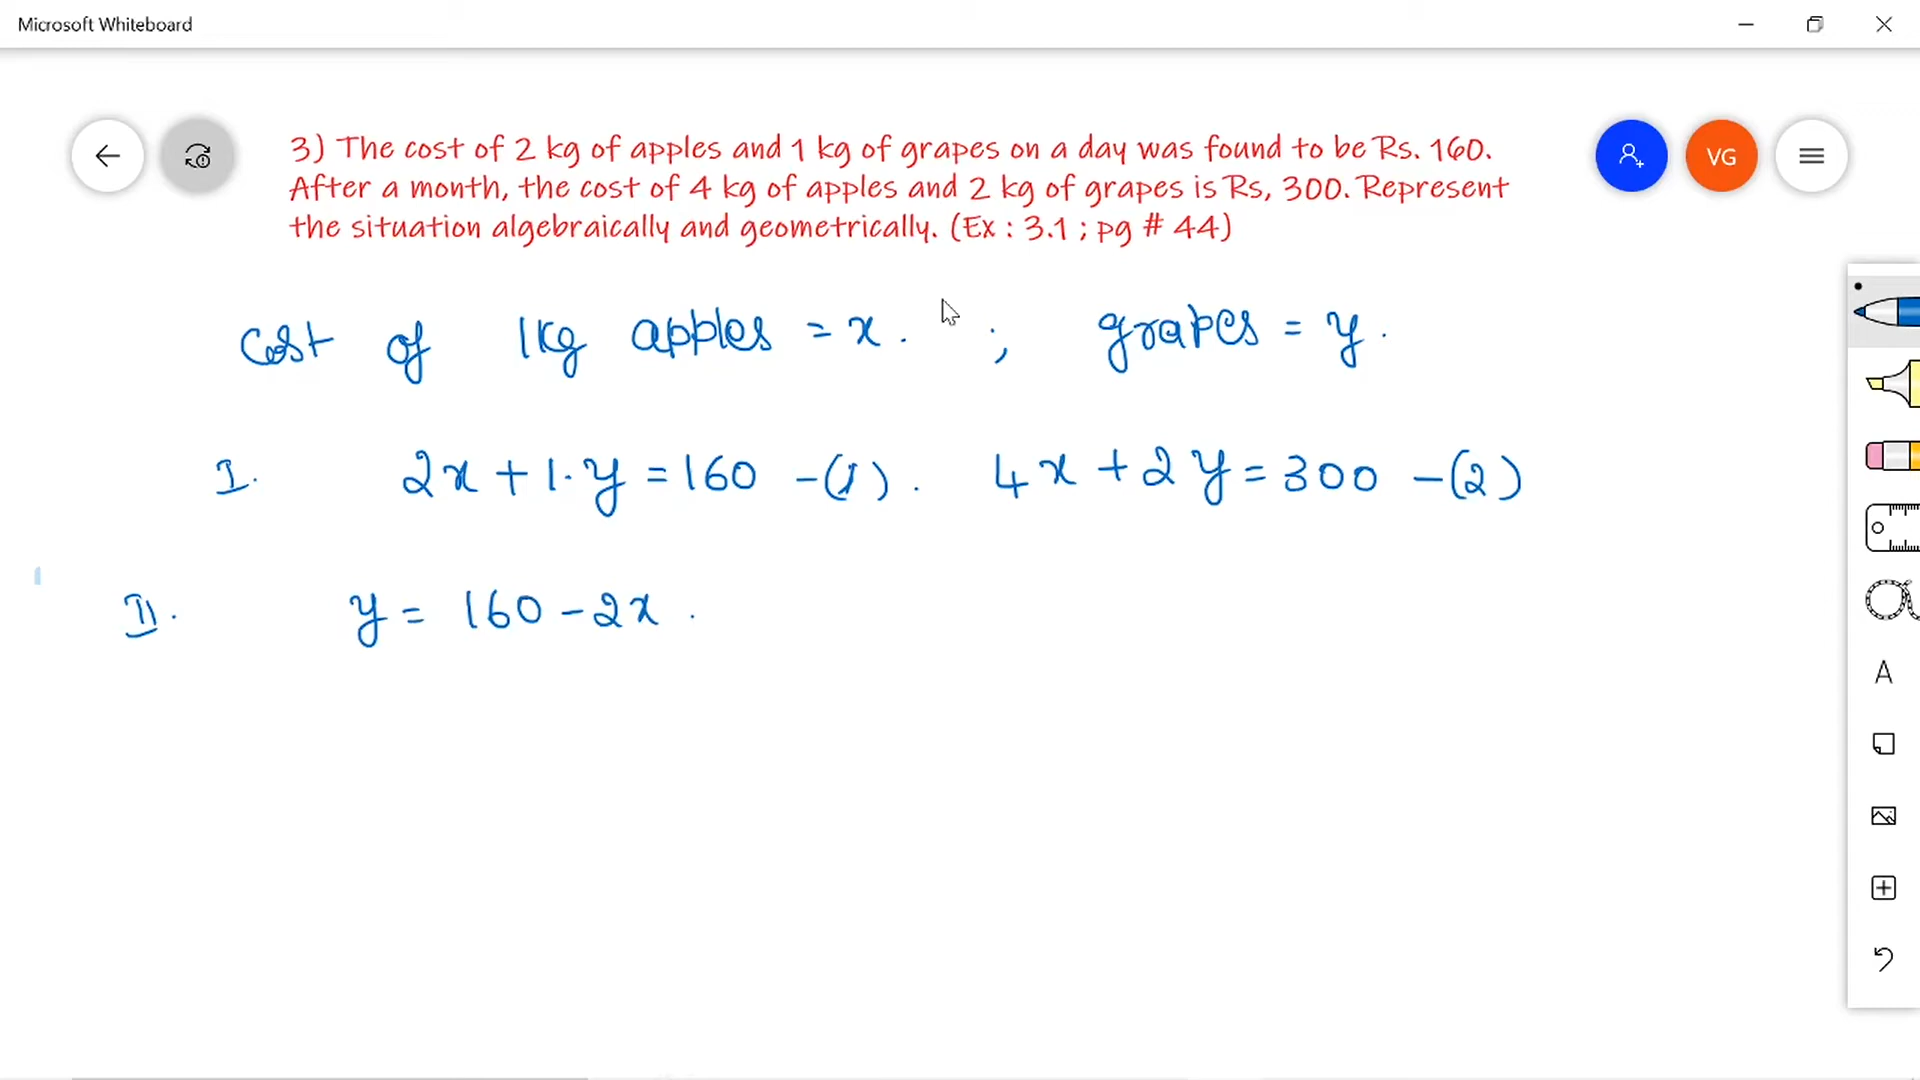 Microsoft Whiteboard
3) The cost of 2 kg of apples and 1 kg of grapes on a day was found to be Rs. 160.
VG
After a month, the cost of 4 kg of apples and 2 kg of grapes is Rs, 300. Represent
the situation algebraically and geometrically. (Ex : 3.1 ; pg # 44)
Cost of 1kg apples = x . ; grapes = y .
I. 2x + 1. y = 160 - (1) . 4x + 2y = 300 - (2)
II. y = 160 - 2x .
A